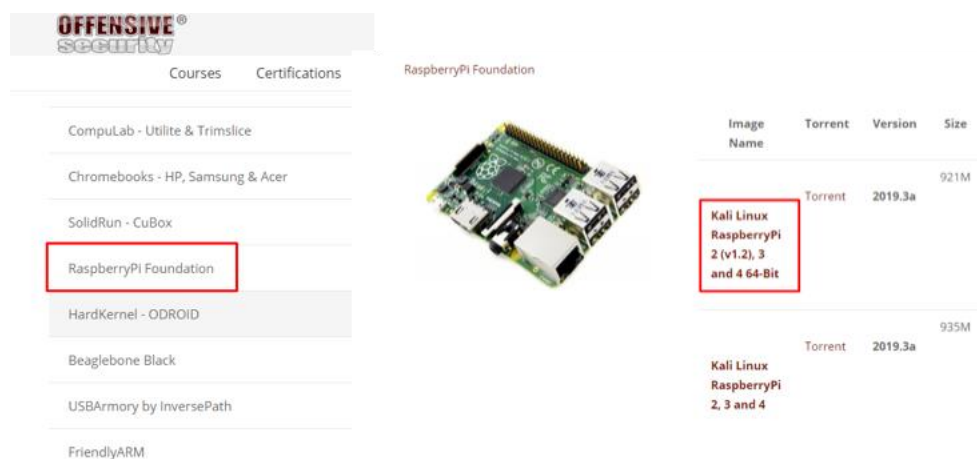 OFFENSIVE®
security
Courses Certifications
CompuLab - Utilite & Trimslice
Chromebooks - HP, Samsung & Acer
SolidRun - CuBox
RaspberryPi Foundation
HardKernel - ODROID
Beaglebone Black
USBArmory by InversePath
FriendlyARM
RaspberryPi Foundation
Image Torrent Version Size
Name
921M
Torrent 2019.3a
Kali Linux
RaspberryPi
2 (v1.2), 3
and 4 64-Bit
935M
Torrent 2019.3a
Kali Linux
RaspberryPi
2, 3 and 4